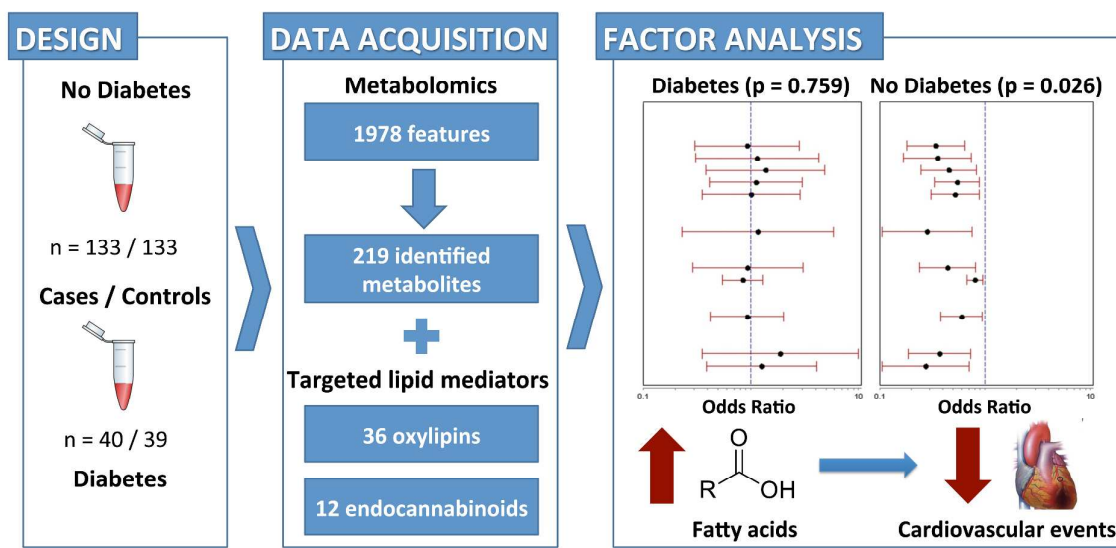 DESIGN
No Diabetes
n = 133 / 133
Cases / Controls
n = 40 / 39
Diabetes
DATA ACQUISITION
Metabolomics
1978 features
219 identified
metabolites
Targeted lipid mediators
36 oxylipins
12 endocannabinoids
FACTOR ANALYSIS
Diabetes (p = 0.759)
No Diabetes (p = 0.026)
0.1 1 10
0.1 1 10
Odds Ratio
Odds Ratio
O
R OH
Fatty acids
Cardiovascular events